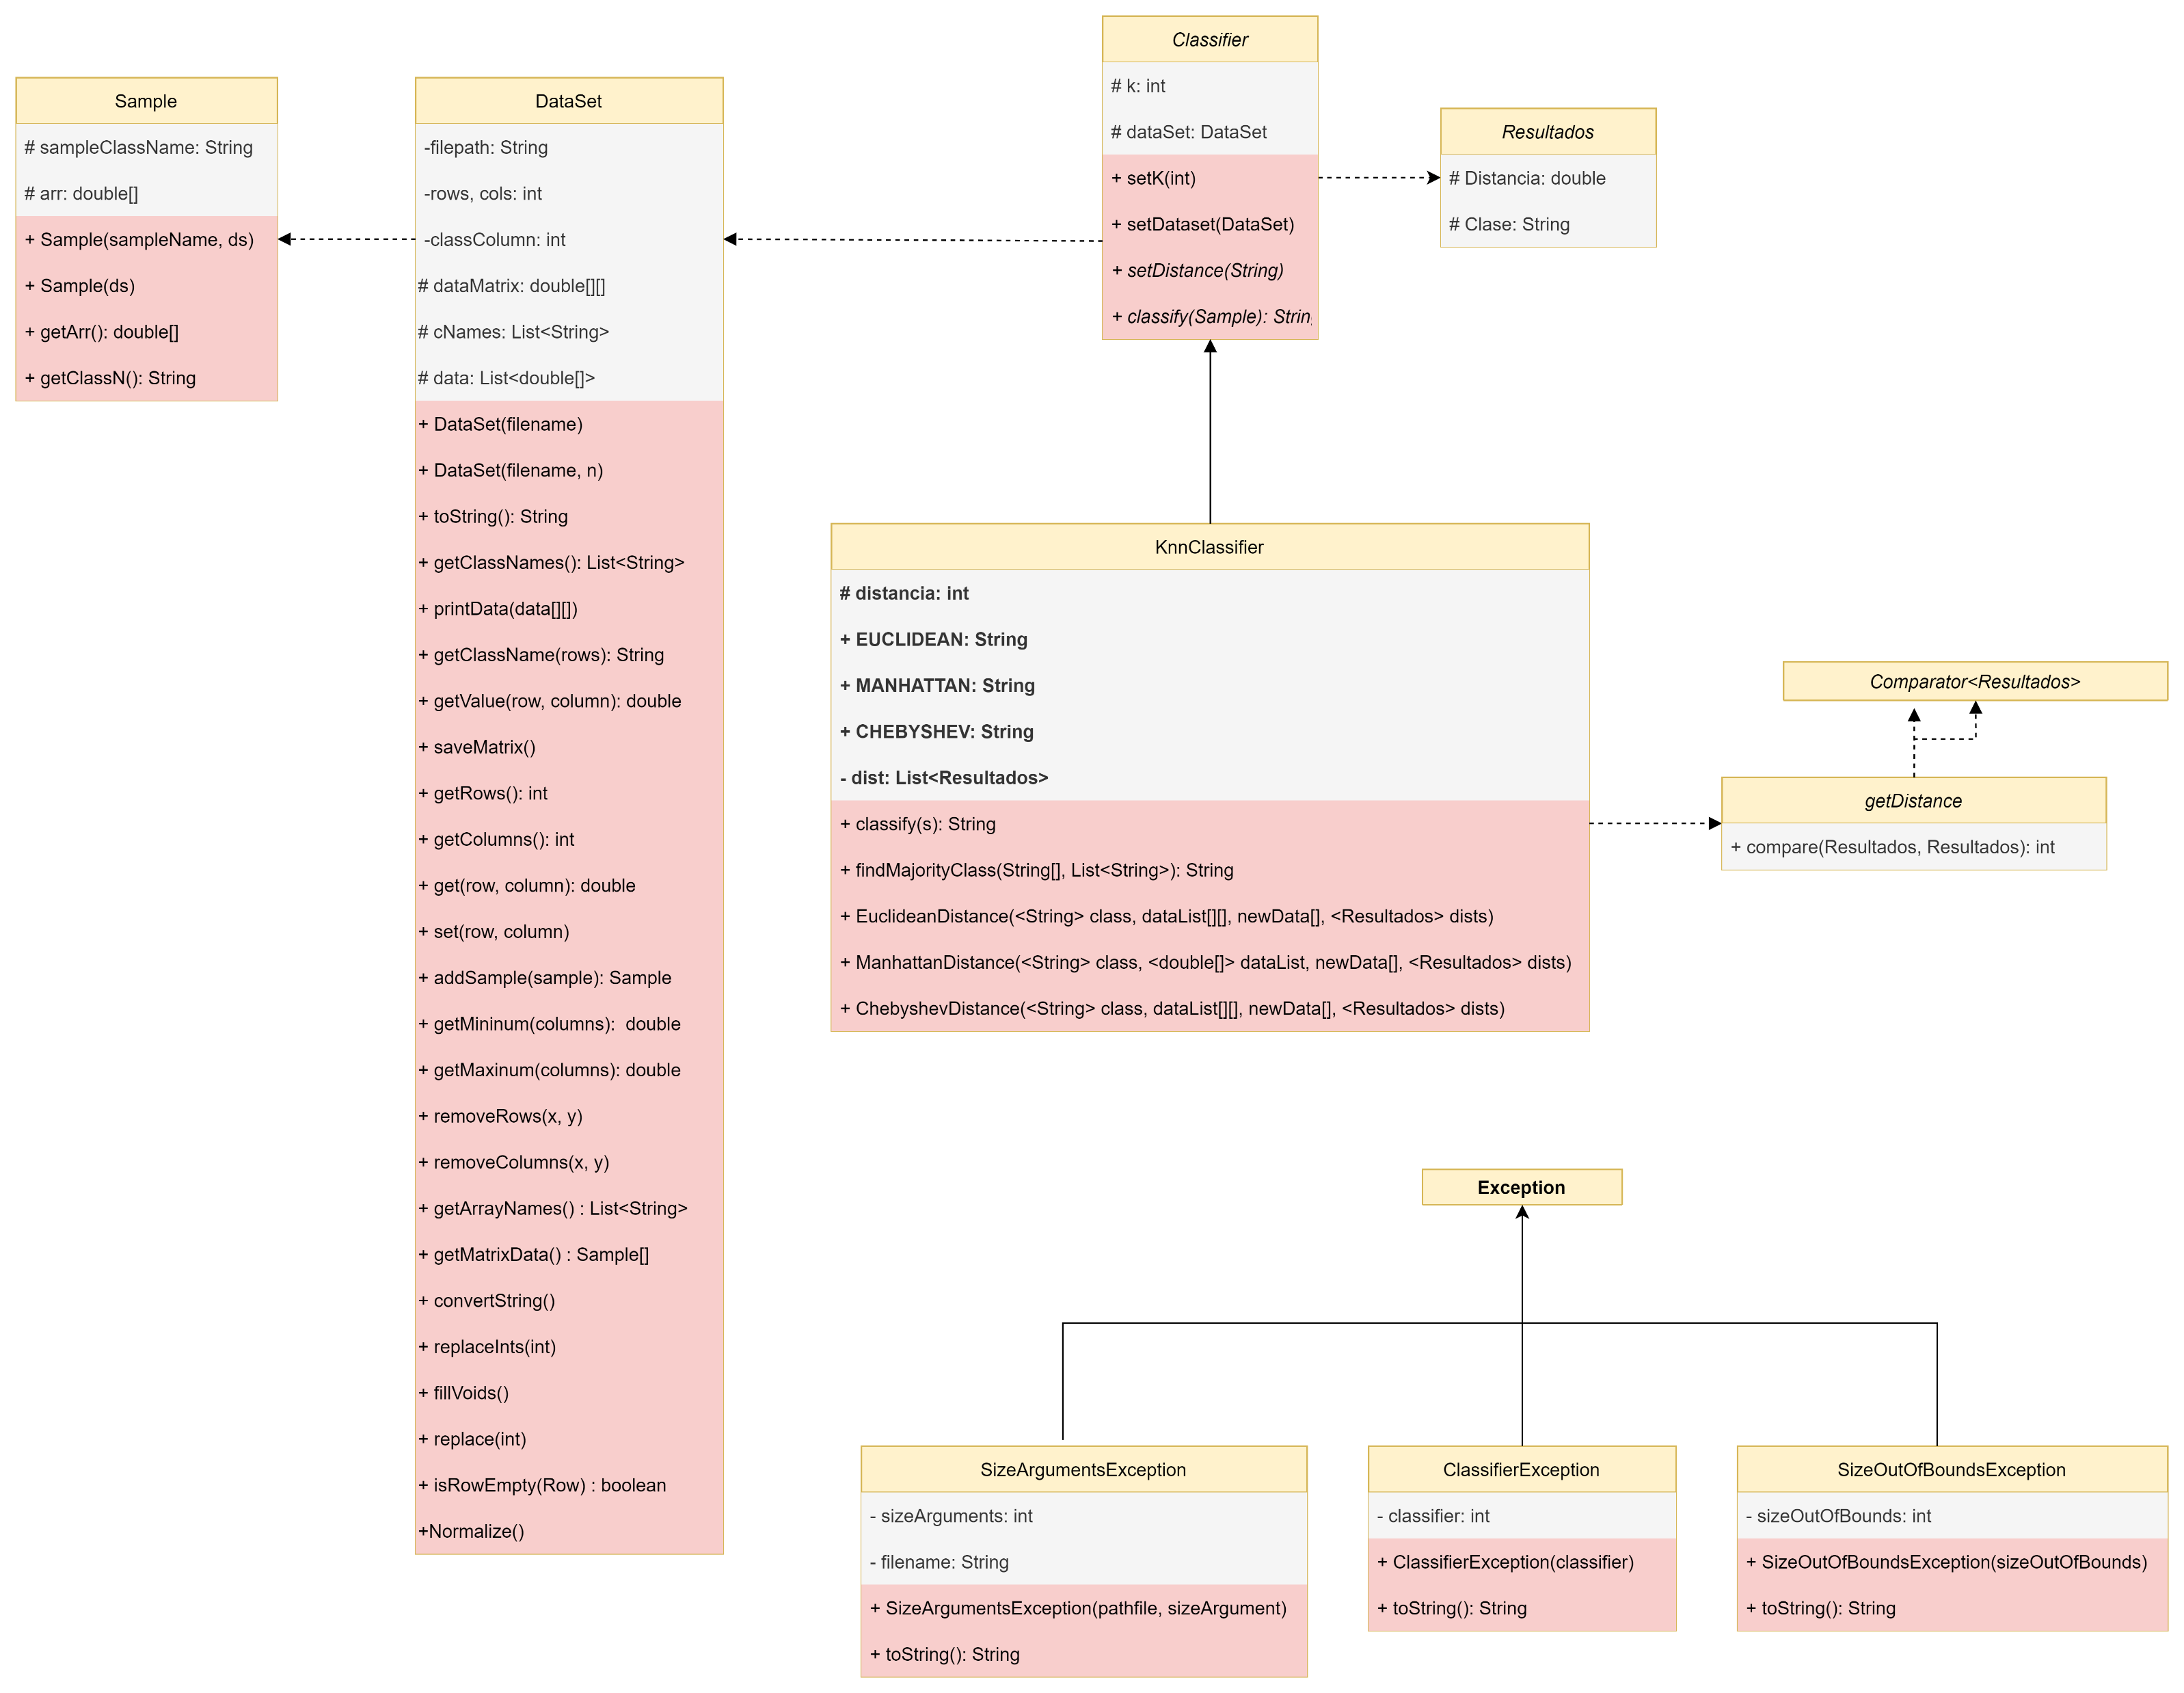 Sample
# sampleClassName: String
# arr: double[]
+ Sample(sampleName, ds)
+ Sample(ds)
+ getArr(): double[]
+ getClassN(): String
DataSet
-filepath: String
-rows, cols: int
-classColumn: int
# dataMatrix: double[][]
# cNames: List<String>
# data: List<double[]>
+ DataSet(filename)
+ DataSet(filename, n)
+ toString(): String
+ getClassNames(): List<String>
+ printData(data[][])
+ getClassName(rows): String
+ getValue(row, column): double
+ saveMatrix()
+ getRows(): int
+ getColumns(): int
+ get(row, column): double
+ set(row, column)
+ addSample(sample): Sample
+ getMininum(columns):  double
+ getMaxinum(columns): double
+ removeRows(x, y)
+ removeColumns(x, y)
+ getArrayNames() : List<String>
+ getMatrixData() : Sample[]
+ convertString()
+ replaceInts(int)
+ fillVoids()
+ replace(int)
+ isRowEmpty(Row) : boolean
+Normalize()
Classifier
# k: int
# dataSet: DataSet
+ setK(int)
+ setDataset(DataSet)
+ setDistance(String)
+ classify(Sample): Strin
Resultados
# Distancia: double
# Clase: String
KnnClassifier
# distancia: int
+ EUCLIDEAN: String
+ MANHATTAN: String
+ CHEBYSHEV: String
- dist: List<Resultados>
+ classify(s): String
+ findMajorityClass(String[], List<String>): String
+ EuclideanDistance(<String> class, dataList[][], newData[], <Resultados> dists)
+ ManhattanDistance(<String> class, <double[]> dataList, newData[], <Resultados> dists)
+ ChebyshevDistance(<String> class, dataList[][], newData[], <Resultados> dists)
Comparator<Resultados>
getDistance
+ compare(Resultados, Resultados): int
Exception
SizeArgumentsException
- sizeArguments: int
- filename: String
+ SizeArgumentsException(pathfile, sizeArgument)
+ toString(): String
ClassifierException
- classifier: int
+ ClassifierException(classifier)
+ toString(): String
SizeOutOfBoundsException
- sizeOutOfBounds: int
+ SizeOutOfBoundsException(sizeOutOfBounds)
+ toString(): String